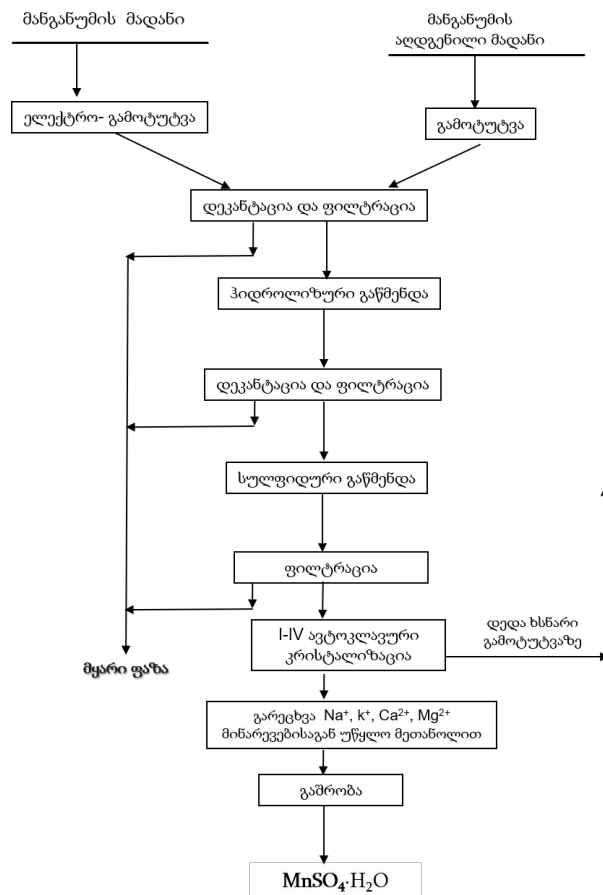 მანგანუმის მადანი
მანგანუმის
აღდგენილი მადანი
ელექტრო- გამოტუტვა
გამოტუტვა
დეკანტაცია და ფილტრაცია
ჰიდროლიზური გაწმენდა
დეკანტაცია და ფილტრაცია
სულფიდური გაწმენდა
ფილტრაცია
I-IV ავტოკლავური
კრისტალიზაცია
დედა ხსნარი
გამოტუტვაზე
მყარი ფაზა
გარეცხვა Na⁺, k⁺, Ca²⁺, Mg²⁺
მინარევებისაგან უწყლო მეთანოლით
გაშრობა
MnSO₄·H₂O